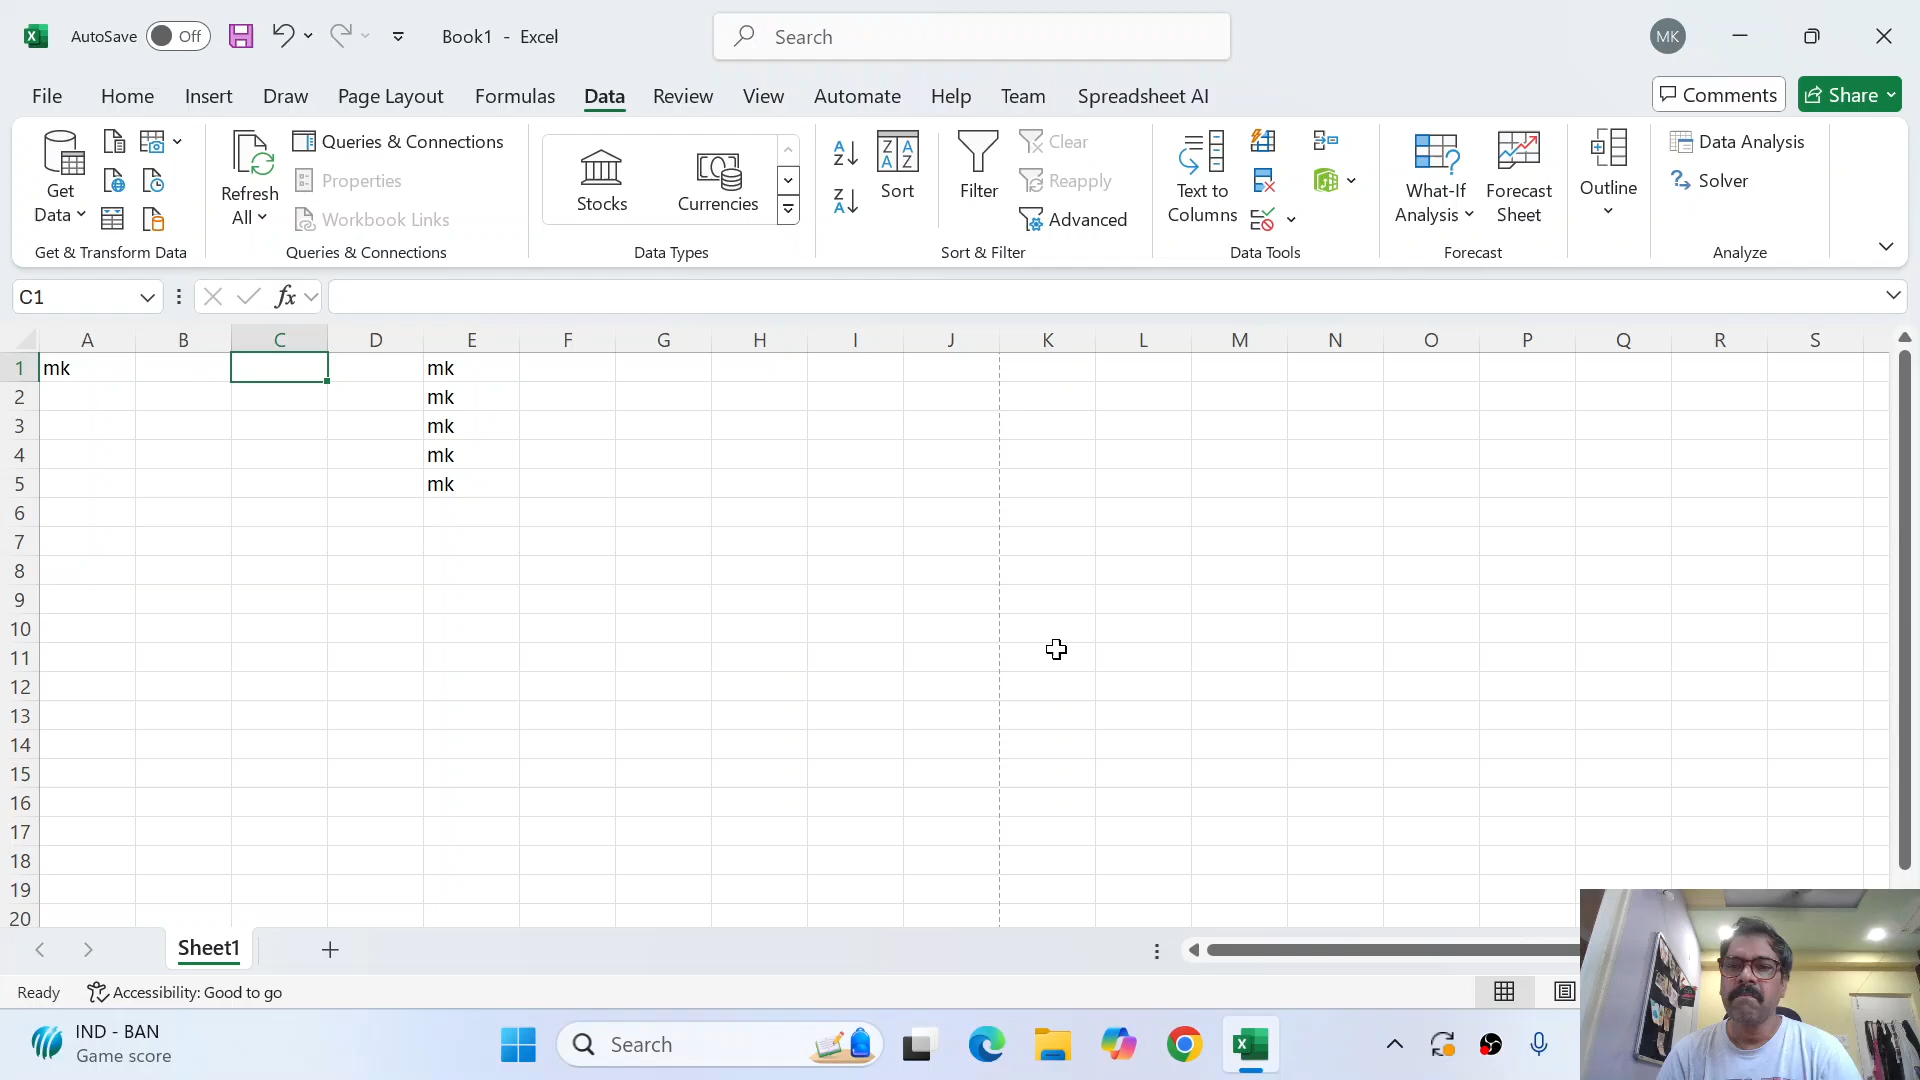 AutoSave Off Book1 - Excel Search MK
File Home Insert Draw Page Layout Formulas Data Review View Automate Help Team Spreadsheet AI Comments Share
Get Data
Get & Transform Data
Refresh All
Queries & Connections
Properties
Workbook Links
Queries & Connections
Stocks Currencies
Data Types
Sort
Filter
Clear
Reapply
Advanced
Sort & Filter
Text to Columns
Data Tools
What-If Analysis
Forecast Sheet
Forecast
Outline
Data Analysis
Solver
Analyze
C1 fx
A B C D E F G H I J K L M N O P Q R S
1 mk mk
2 mk
3 mk
4 mk
5 mk
6
7
8
9
10
11
12
13
14
15
16
17
18
19
20
Sheet1
Ready Accessibility: Good to go
IND - BAN
Game score
Search